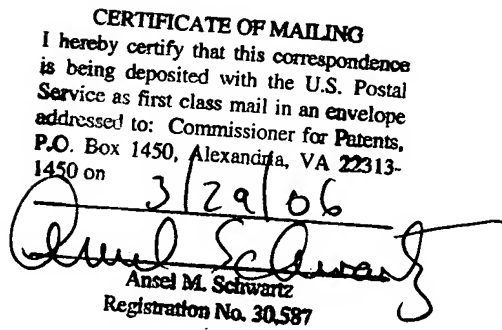 CERTIFICATE OF MAILING
I hereby certify that this correspondence
is being deposited with the U.S. Postal
Service as first class mail in an envelope
addressed to: Commissioner for Patents,
P.O. Box 1450, Alexandria, VA 22313-
1450 on 3/29/06
Ansel Schwartz
Ansel M. Schwartz
Registration No. 30,587